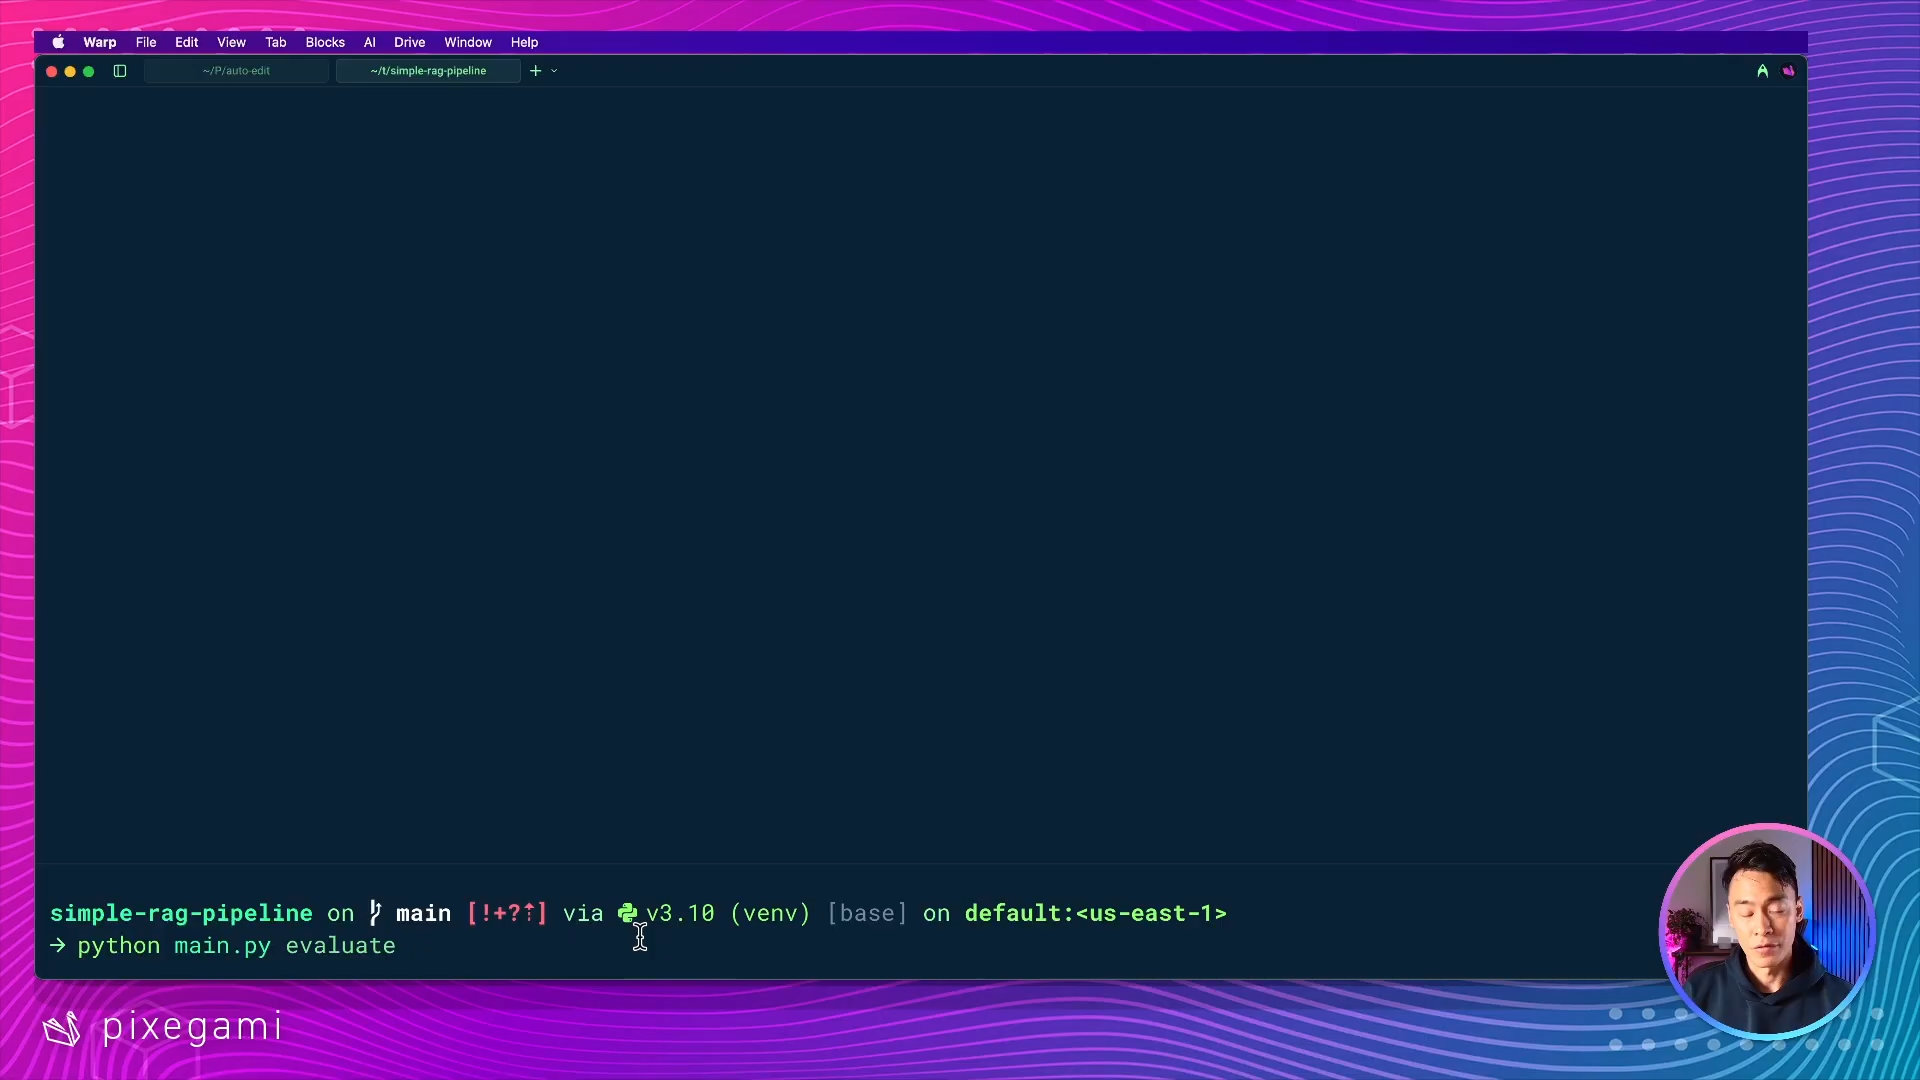 Warp File Edit View Tab Blocks AI Drive Window Help
~/P/auto-edit ~/t/simple-rag-pipeline
simple-rag-pipeline on main [!+?⇡] via v3.10 (venv) [base] on default:<us-east-1>
→ python main.py evaluate
pixegami